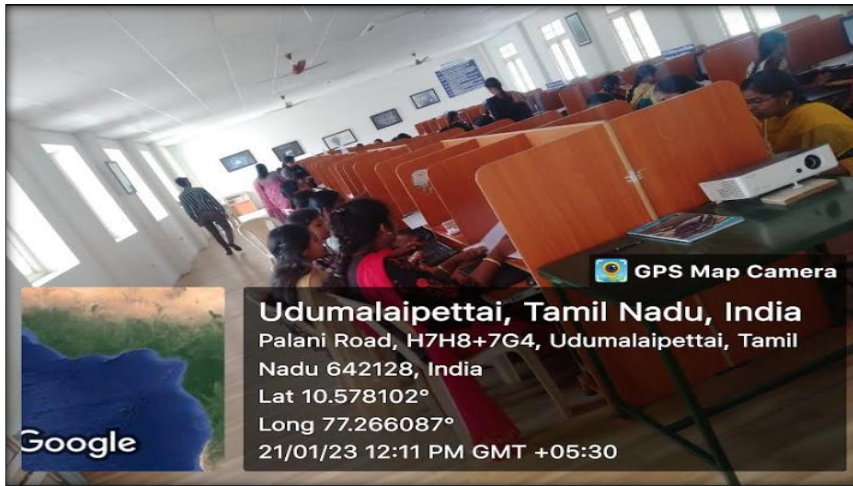 GPS Map Camera
Udumalaipettai, Tamil Nadu, India
Palani Road, H7H8+7G4, Udumalaipettai, Tamil
Nadu 642128, India
Lat 10.578102°
Long 77.266087°
21/01/23 12:11 PM GMT +05:30
Google